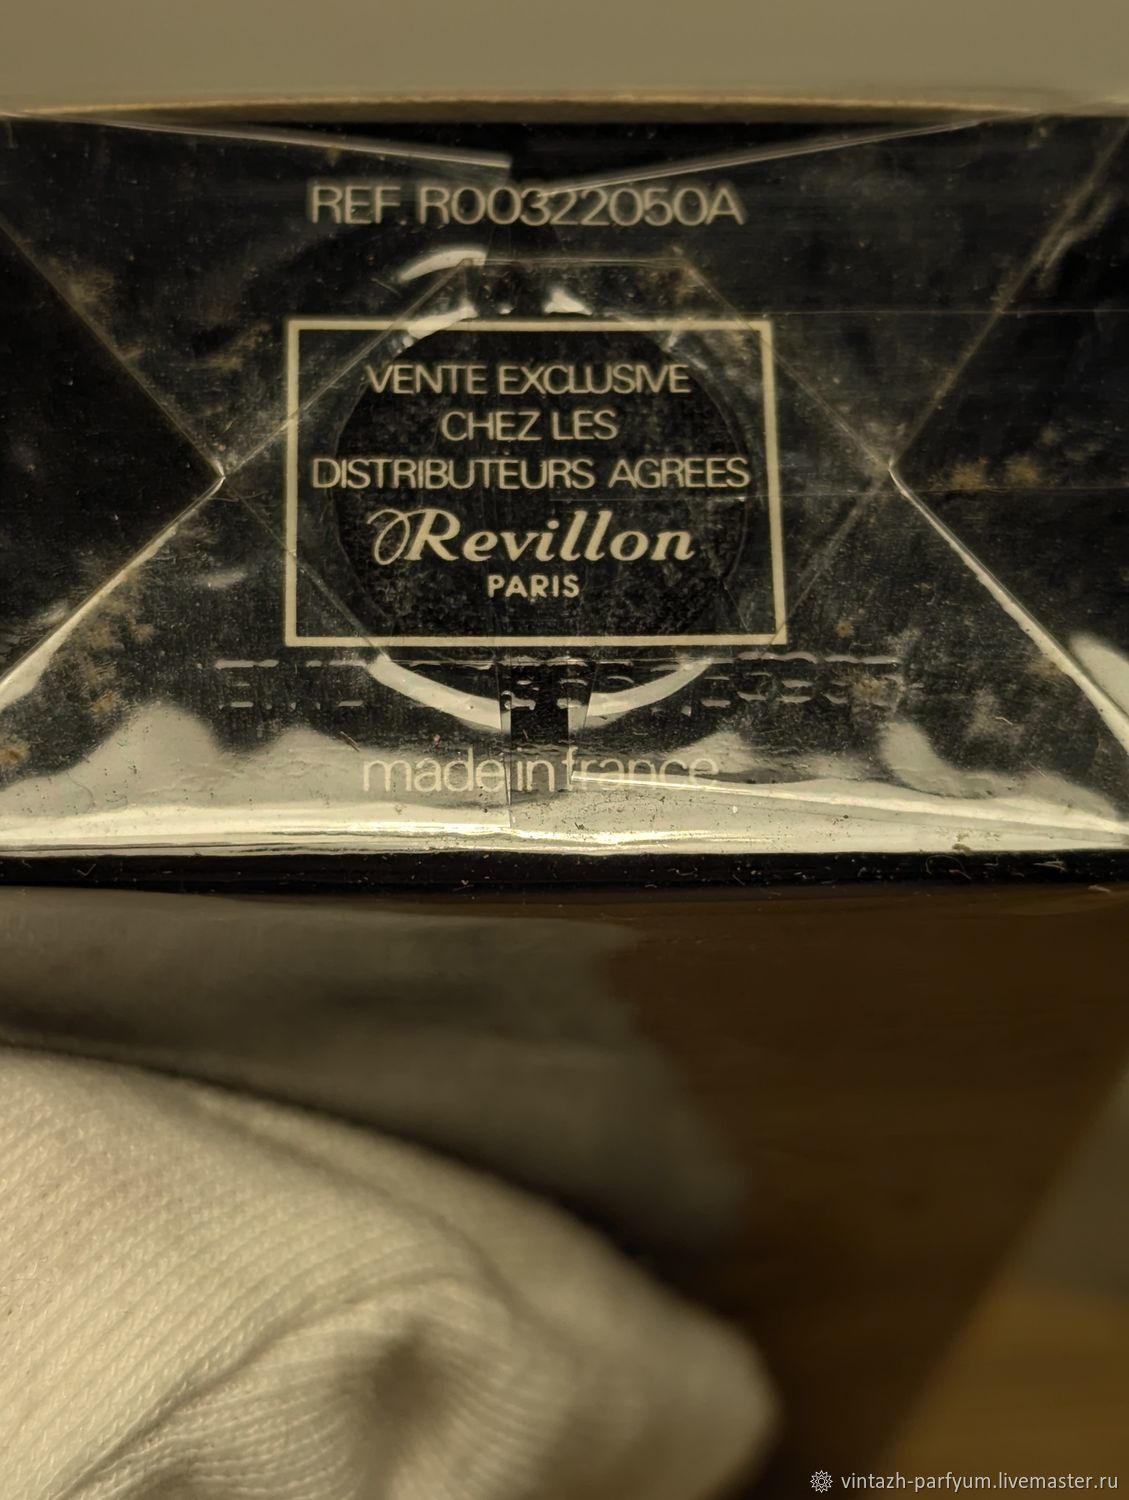 REF. R00322050A
VENTE EXCLUSIVE
CHEZ LES
DISTRIBUTEURS AGREES
Revillon
PARIS
made in france
vintazh-parfyum.livemaster.ru